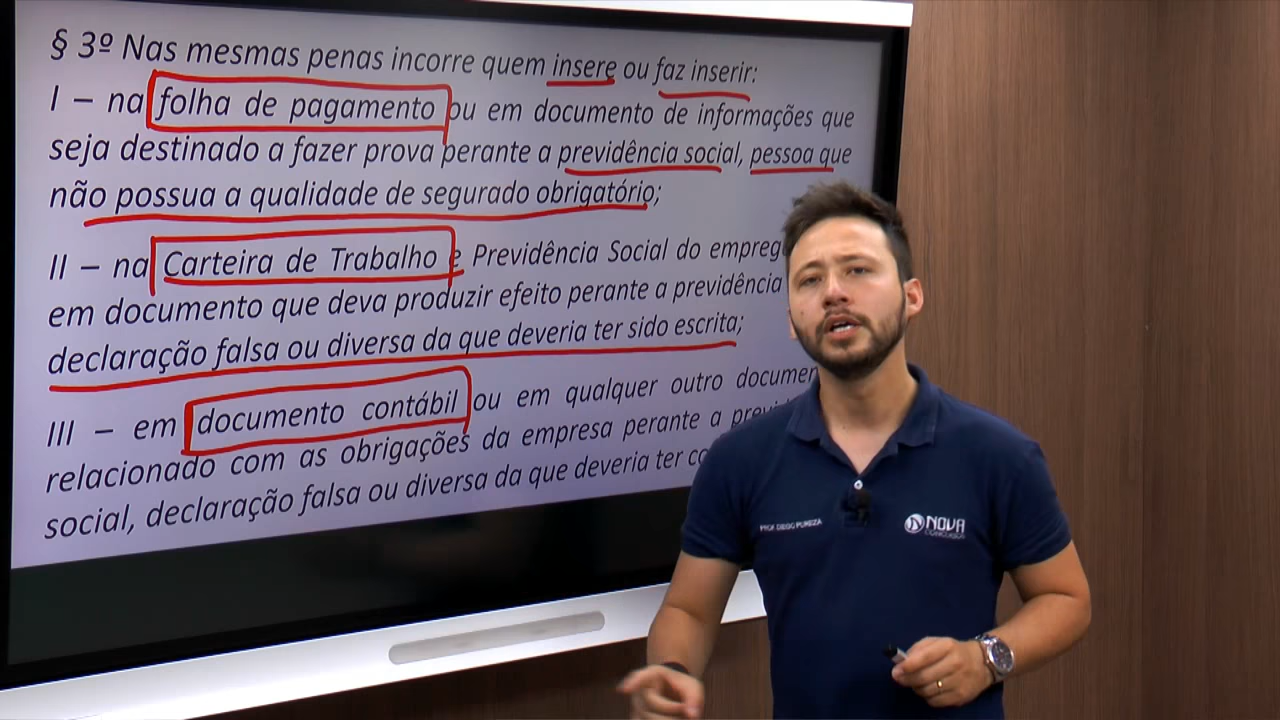 § 3º Nas mesmas penas incorre quem insere ou faz inserir:
I – na folha de pagamento ou em documento de informações que
seja destinado a fazer prova perante a previdência social, pessoa que
não possua a qualidade de segurado obrigatório;
II – na Carteira de Trabalho e Previdência Social do empreg
em documento que deva produzir efeito perante a previdência
declaração falsa ou diversa da que deveria ter sido escrita;
III – em documento contábil ou em qualquer outro documen
relacionado com as obrigações da empresa perante a previ
social, declaração falsa ou diversa da que deveria ter co
PROF. DIEGO PUREZA
NOVA
CONCURSOS